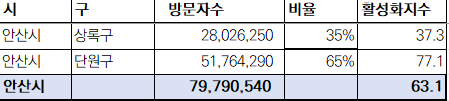 시 구 방문자수 비율 활성화지수
안산시 상록구 28,026,250 35% 37.3
안산시 단원구 51,764,290 65% 77.1
안산시 79,790,540 63.1